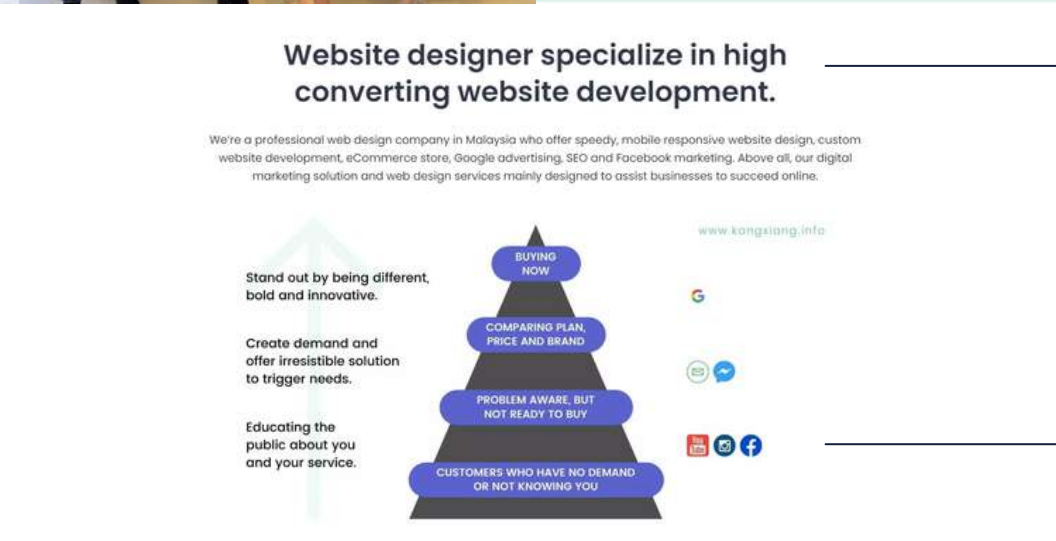 Website designer specialize in high
converting website development.
We're a professional web design company in Malaysia who offer speedy, mobile responsive website design, custom
website development, eCommerce store, Google advertising, SEO and Facebook marketing. Above all, our digital
marketing solution and web design services mainly designed to assist businesses to succeed online.
www.kangxiang.info
BUYING
NOW
Stand out by being different,
bold and innovative.
G
COMPARING PLAN,
PRICE AND BRAND
Create demand and
offer irresistible solution
to trigger needs.
PROBLEM AWARE, BUT
NOT READY TO BUY
Educating the
public about you
and your service.
You
Tube
f
CUSTOMERS WHO HAVE NO DEMAND
OR NOT KNOWING YOU